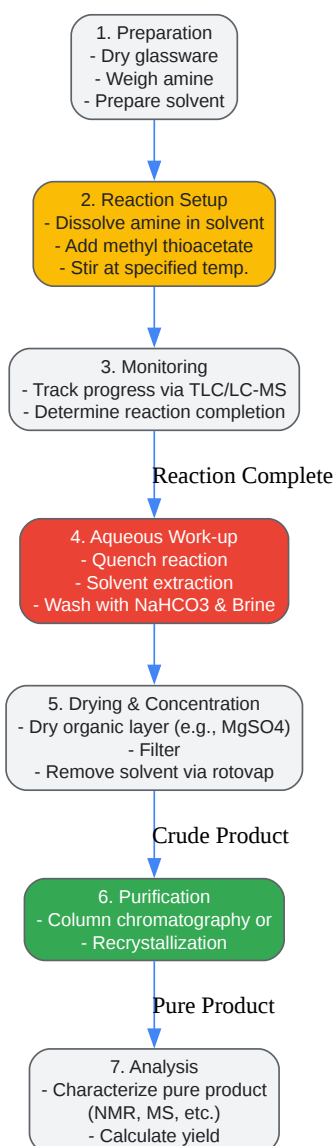 1. Preparation
- Dry glassware
- Weigh amine
- Prepare solvent
2. Reaction Setup
- Dissolve amine in solvent
- Add methyl thioacetate
- Stir at specified temp.
3. Monitoring
- Track progress via TLC/LC-MS
- Determine reaction completion
Reaction Complete
4. Aqueous Work-up
- Quench reaction
- Solvent extraction
- Wash with NaHCO3 & Brine
5. Drying & Concentration
- Dry organic layer (e.g., MgSO4)
- Filter
- Remove solvent via rotovap
Crude Product
6. Purification
- Column chromatography or
- Recrystallization
Pure Product
7. Analysis
- Characterize pure product
(NMR, MS, etc.)
- Calculate yield